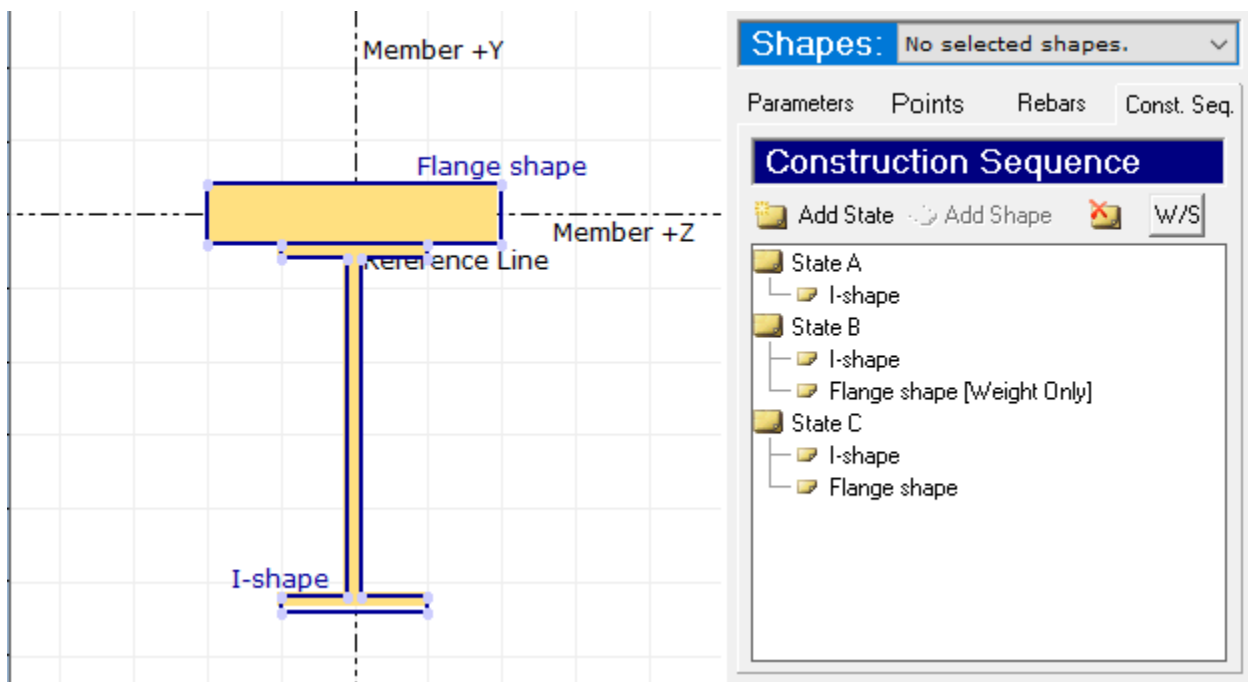 Member +Y
Flange shape
Member +Z
Reference Line
I-shape
Shapes: No selected shapes.
Parameters Points Rebars Const. Seq.
Construction Sequence
Add State Add Shape W/S
State A
I-shape
State B
I-shape
Flange shape [Weight Only]
State C
I-shape
Flange shape